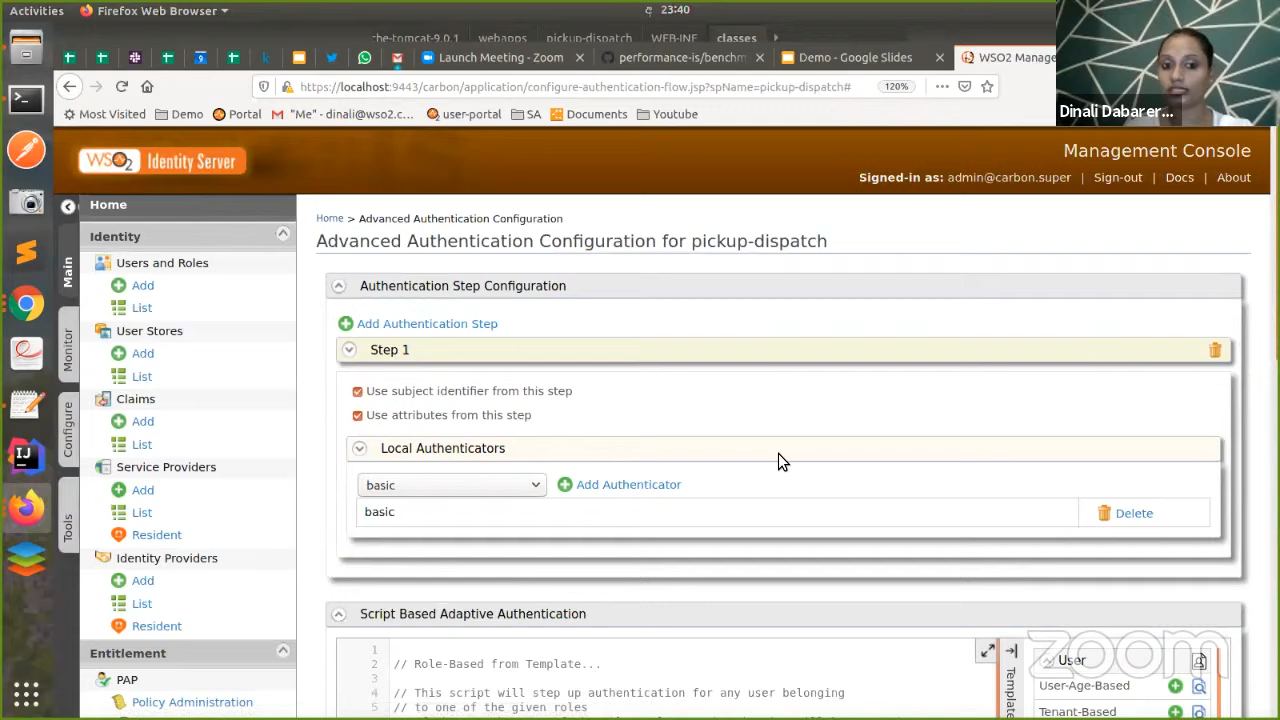 Activities
Firefox Web Browser
23:40
che-tomcat-9.0.1
webapps
pickup-dispatch
WEB-INF
classes
Launch Meeting - Zoom
performance-is/benchm
Demo - Google Slides
WSO2 Manage
https://localhost:9443/carbon/application/configure-authentication-flow.jsp?spName=pickup-dispatch#
120%
Most Visited
Demo
Portal
"Me" - dinali@wso2.c...
user-portal
SA
Documents
Youtube
Dinali Dabarer...
WSO2 Identity Server
Management Console
Signed-in as: admin@carbon.super | Sign-out | Docs | About
Main
Monitor
Configure
Tools
Home
Identity
Users and Roles
Add
List
User Stores
Add
List
Claims
Add
List
Service Providers
Add
List
Resident
Identity Providers
Add
List
Resident
Entitlement
PAP
Policy Administration
Home > Advanced Authentication Configuration
Advanced Authentication Configuration for pickup-dispatch
Authentication Step Configuration
Add Authentication Step
Step 1
Use subject identifier from this step
Use attributes from this step
Local Authenticators
basic
Add Authenticator
basic
Delete
Script Based Adaptive Authentication
1
2 // Role-Based from Template...
3
4 // This script will step up authentication for any user belonging
5 // to one of the given roles
Template
User
User-Age-Based
Tenant-Based
zoom